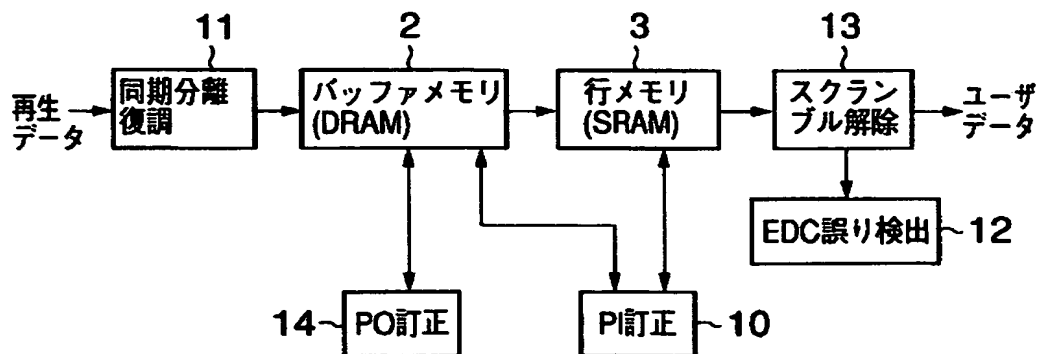 11
2
3
13
再生
データ
同期分離
復調
バッファメモリ
(DRAM)
行メモリ
(SRAM)
スクラン
ブル解除
ユーザ
データ
EDC誤り検出
12
14
PO訂正
PI訂正
10